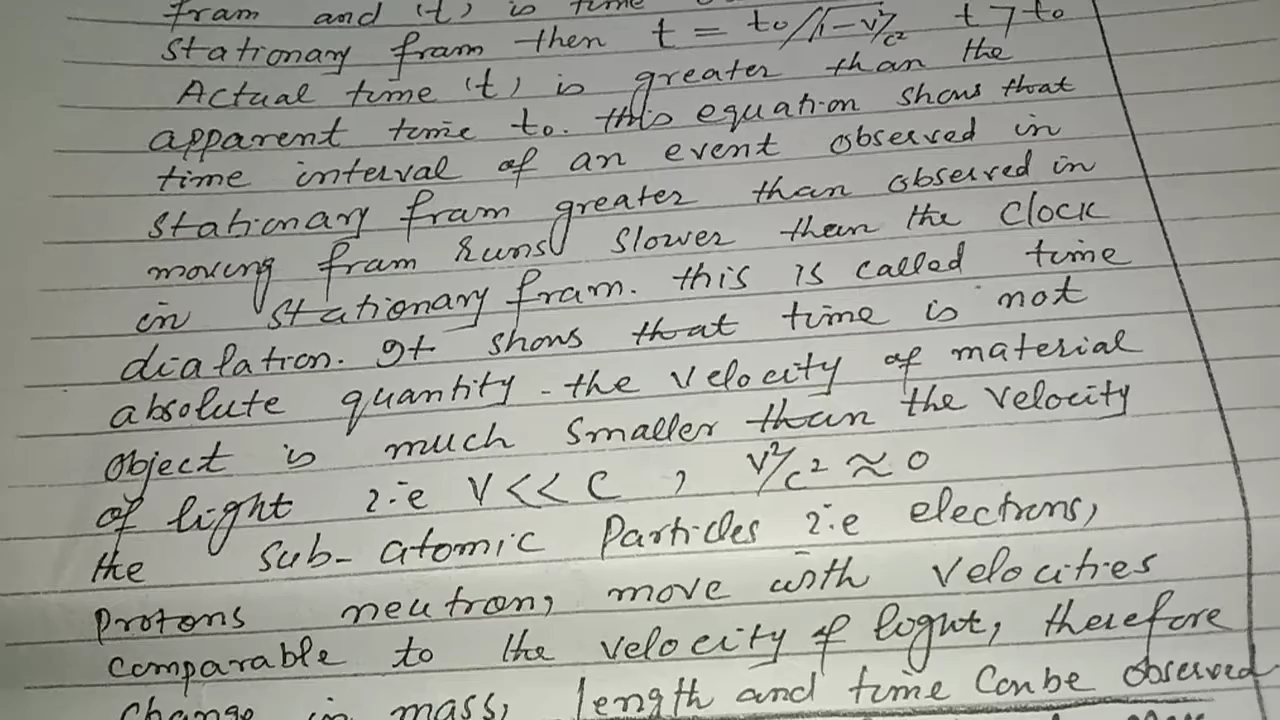 fram and (t) is time
Stationary fram then t = to/√1-v²/c² t > to
Actual time (t) is greater than the
apparent time to. this equation shows that
time interval of an event observed in
stationary fram greater than observed in
moving fram runs slower then the clock
in stationary fram. this is called time
dialation. It shows that time is not
absolute quantity - the velocity of material
object is much smaller than the velocity
of light i.e V<< C , V²/c² ≈ 0
the sub-atomic Particles i.e electrons,
protons neutron, move with velocities
comparable to the velocity of loght, therefore
change in mass, length and time Conbe observed